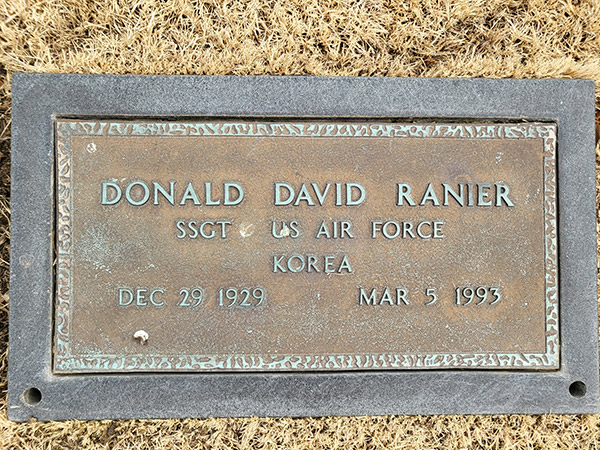 DONALD DAVID RANIER
SSGT US AIR FORCE
KOREA
DEC 29 1929 MAR 5 1993